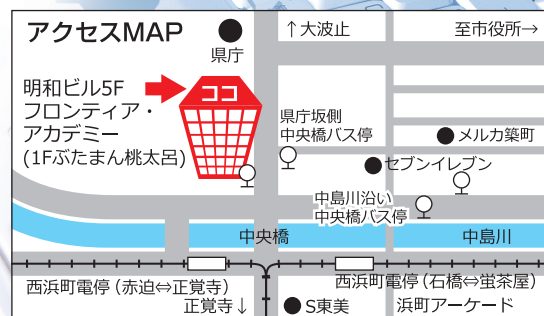 アクセスMAP
県庁
↑大波止
至市役所→
明和ビル5F
フロンティア・
アカデミー
(1Fぶたまん桃太呂)
ココ
県庁坂側
中央橋バス停
メルカ築町
セブンイレブン
中島川沿い
中央橋バス停
中央橋
中島川
西浜町電停(赤迫⇔正覚寺)
西浜町電停(石橋⇔蛍茶屋)
正覚寺↓
S東美
浜町アーケード